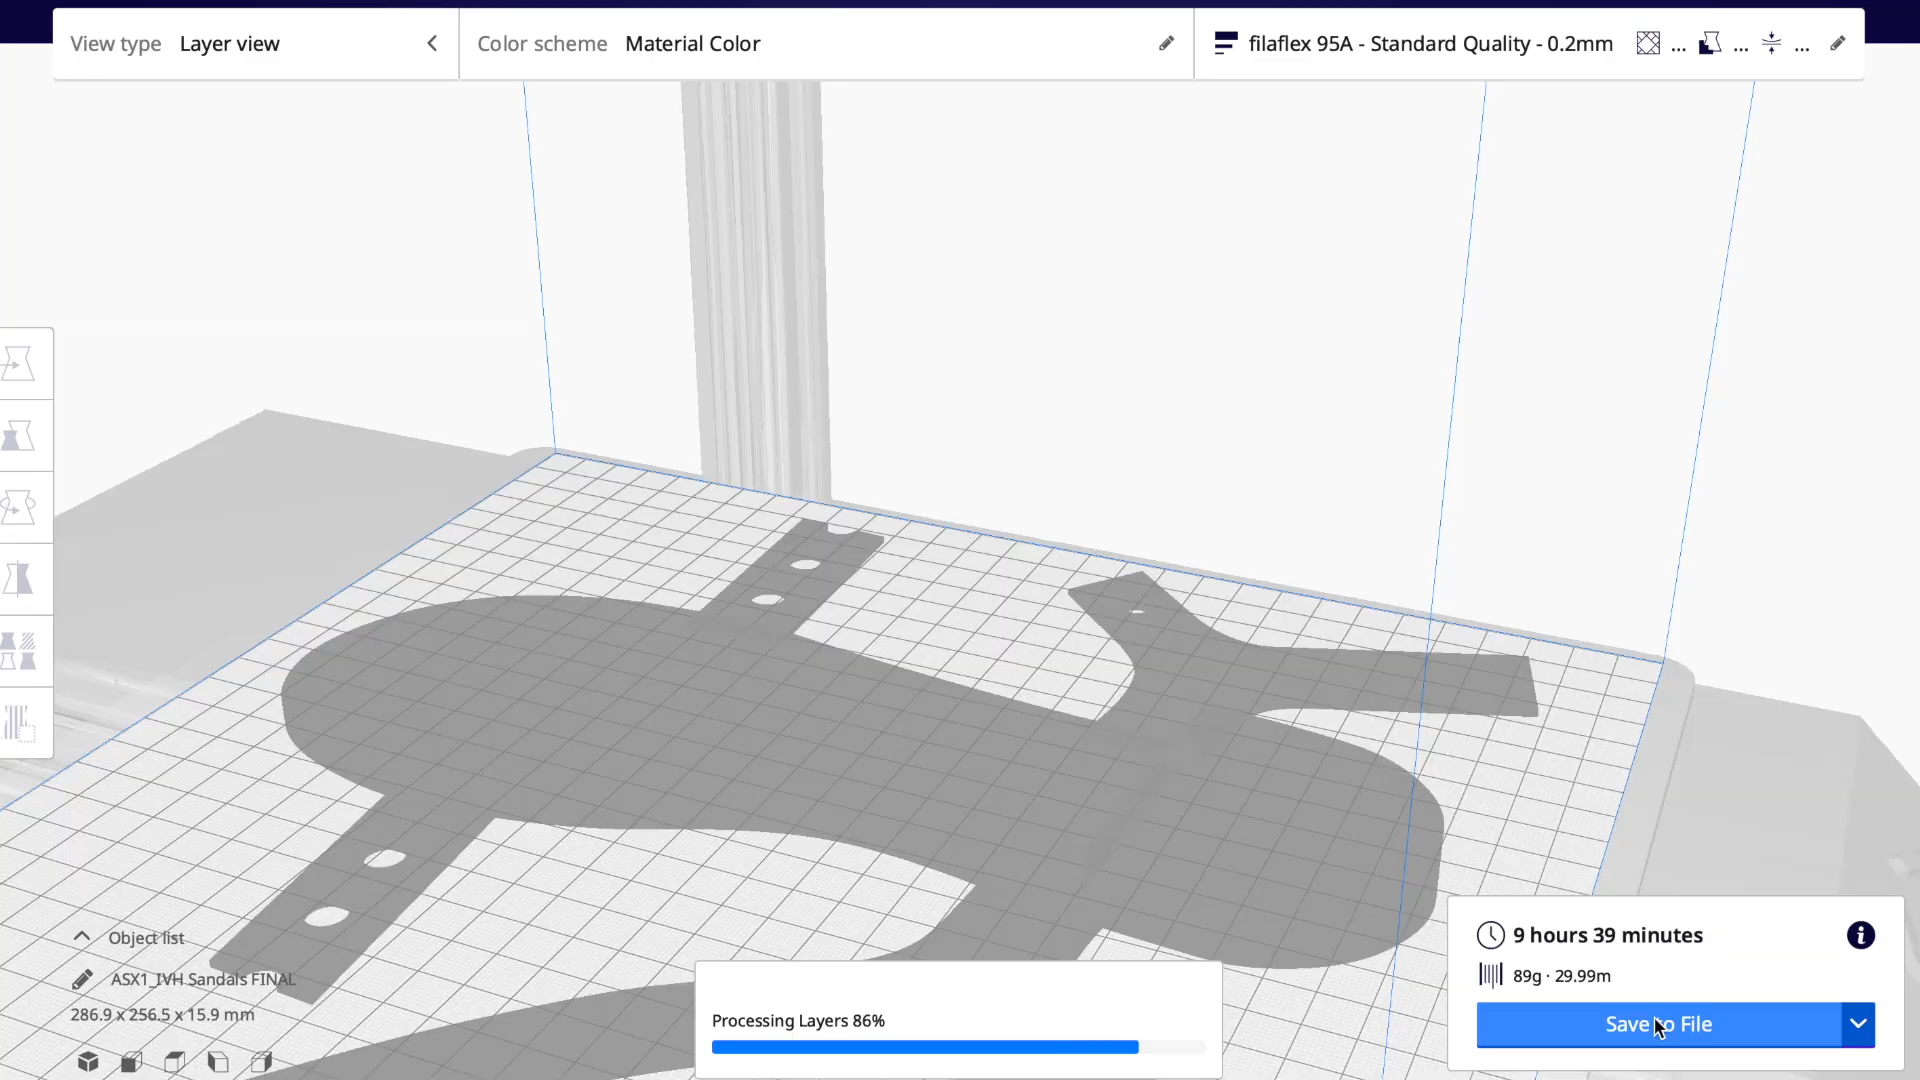 View type Layer view
Color scheme Material Color
filaflex 95A - Standard Quality - 0.2mm ... ... ...
Object list
ASX1_IVH Sandals FINAL
286.9 x 256.5 x 15.9 mm
Processing Layers 86%
9 hours 39 minutes
89g · 29.99m
Save to File